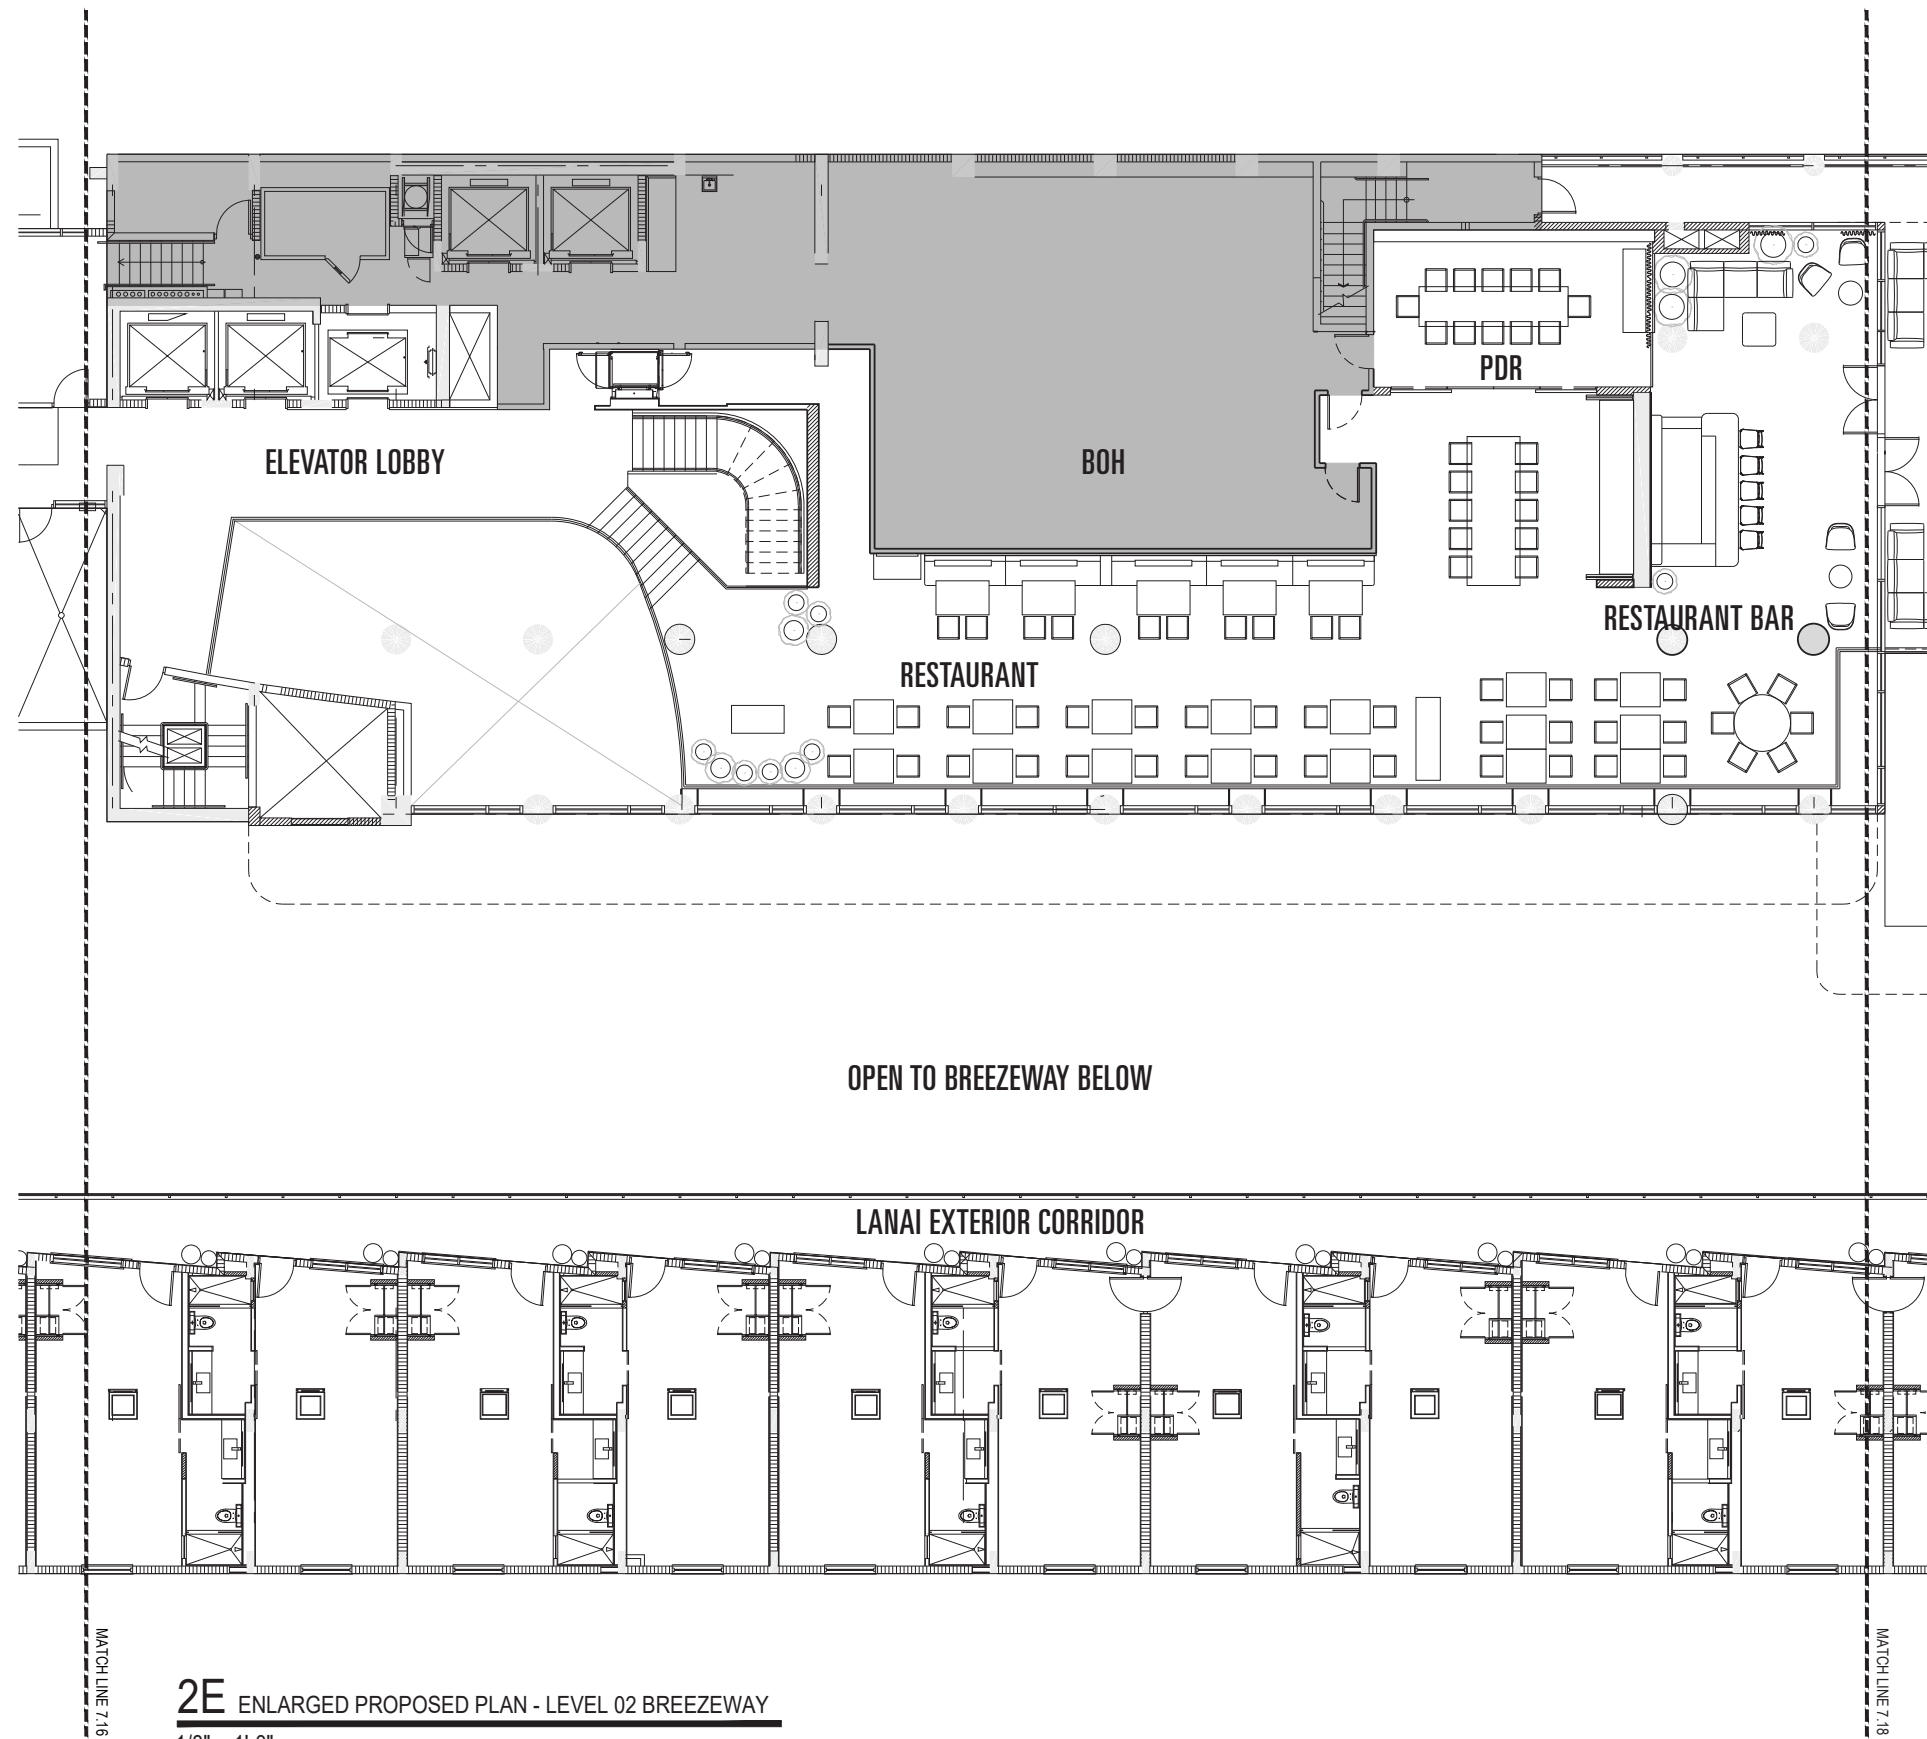 ELEVATOR LOBBY
BOH
PDR
RESTAURANT BAR
RESTAURANT
OPEN TO BREEZEWAY BELOW
LANAI EXTERIOR CORRIDOR
MATCH LINE 7.16
MATCH LINE 7.18
2E ENLARGED PROPOSED PLAN - LEVEL 02 BREEZEWAY